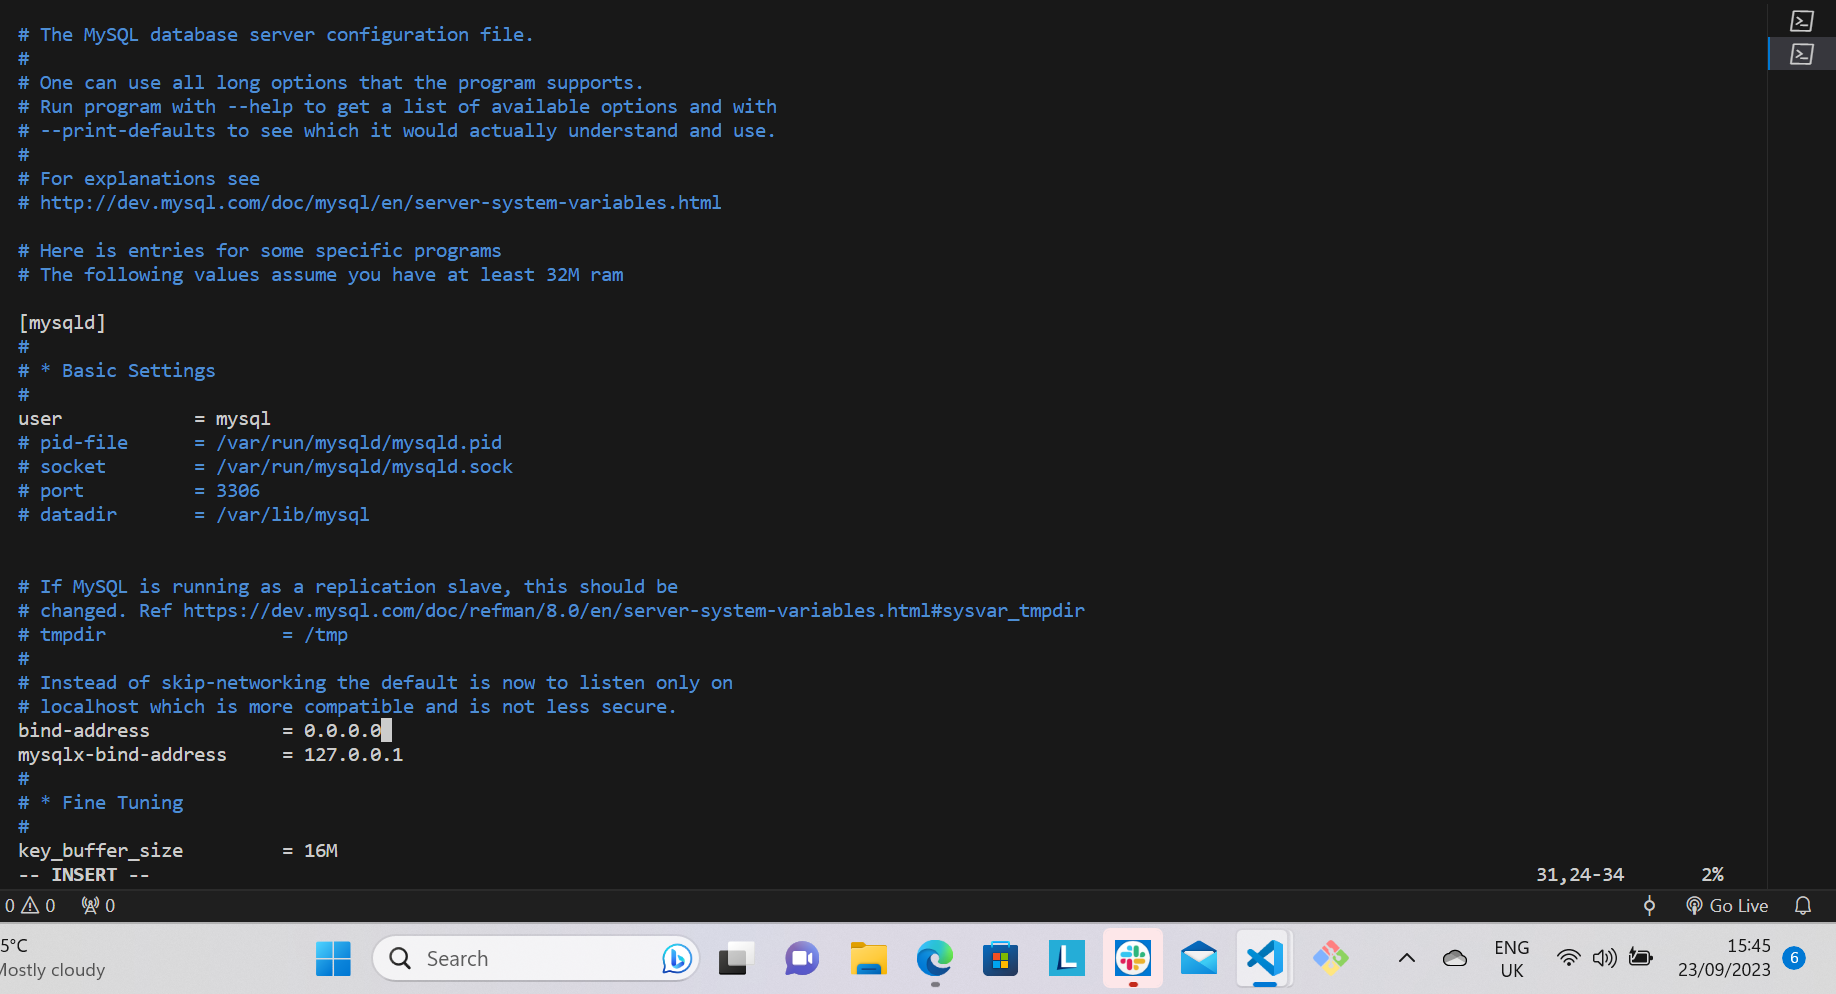 # The MySQL database server configuration file.
#
# One can use all long options that the program supports.
# Run program with --help to get a list of available options and with
# --print-defaults to see which it would actually understand and use.
#
# For explanations see
# http://dev.mysql.com/doc/mysql/en/server-system-variables.html
# Here is entries for some specific programs
# The following values assume you have at least 32M ram
[mysqld]
#
# * Basic Settings
#
user = mysql
# pid-file = /var/run/mysqld/mysqld.pid
# socket = /var/run/mysqld/mysqld.sock
# port = 3306
# datadir = /var/lib/mysql
# If MySQL is running as a replication slave, this should be
# changed. Ref https://dev.mysql.com/doc/refman/8.0/en/server-system-variables.html#sysvar_tmpdir
# tmpdir = /tmp
#
# Instead of skip-networking the default is now to listen only on
# localhost which is more compatible and is not less secure.
bind-address = 0.0.0.0
mysqlx-bind-address = 127.0.0.1
#
# * Fine Tuning
#
key_buffer_size = 16M
-- INSERT -- 31,24-34 2%
0 0 0 Go Live
5°C
Mostly cloudy
Search
L
ENG
UK
15:45
23/09/2023
6